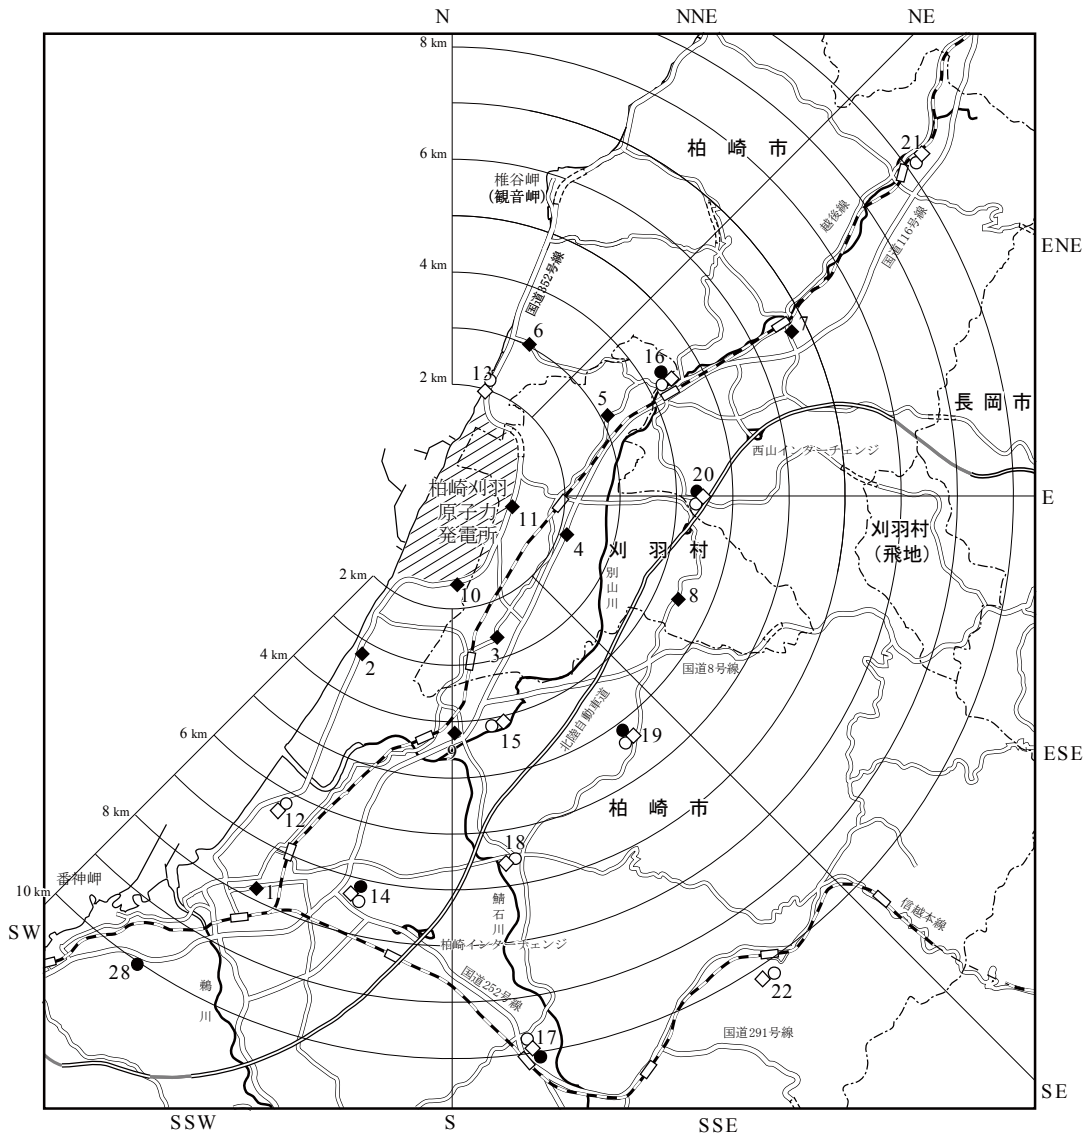 N
NNE
NE
8 km
柏崎市
21
6 km
椎谷岬
(観音岬)
越後線
国道116号線
ENE
4 km
国道352号線
6
7
16
13
2 km
5
長岡市
西山インターチェンジ
20
E
柏崎刈羽
原子力
発電所
11
刈羽村
(飛地)
4
刈羽村
別山川
2 km
10
8
3
2
4 km
国道8号線
北陸自動車道
15
19
6 km
9
ESE
柏崎市
12
8 km
18
番神岬
10 km
1
14
鯖石川
信越本線
SW
柏崎インターチェンジ
28
国道252号線
22
鵜川
17
国道291号線
SE
SSW
S
SSE